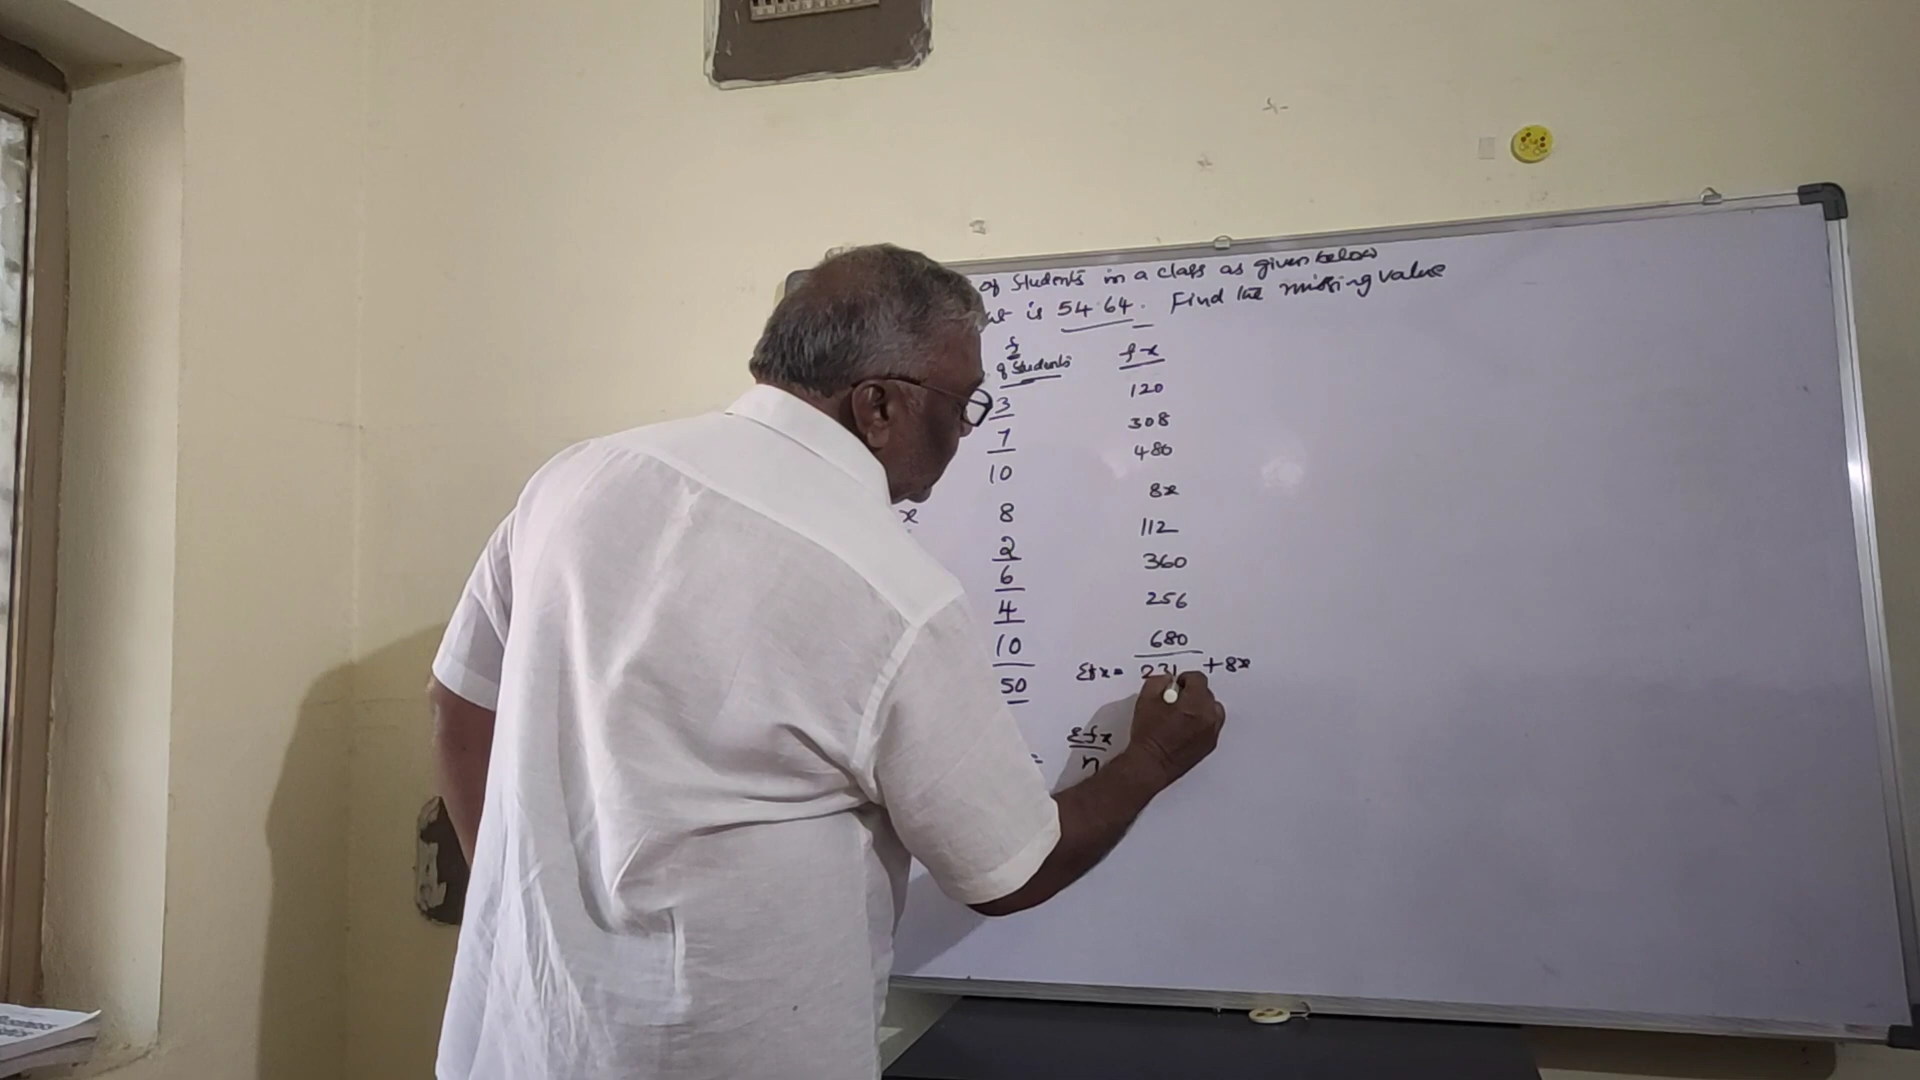 of Students in a class as given below
is 54.64. Find the missing value
f
of Students fx
3 120
7 308
10 480
x 8 8x
2 112
6 360
4 256
10 680
50 Σfx = 231 +8x
= Σfx
n